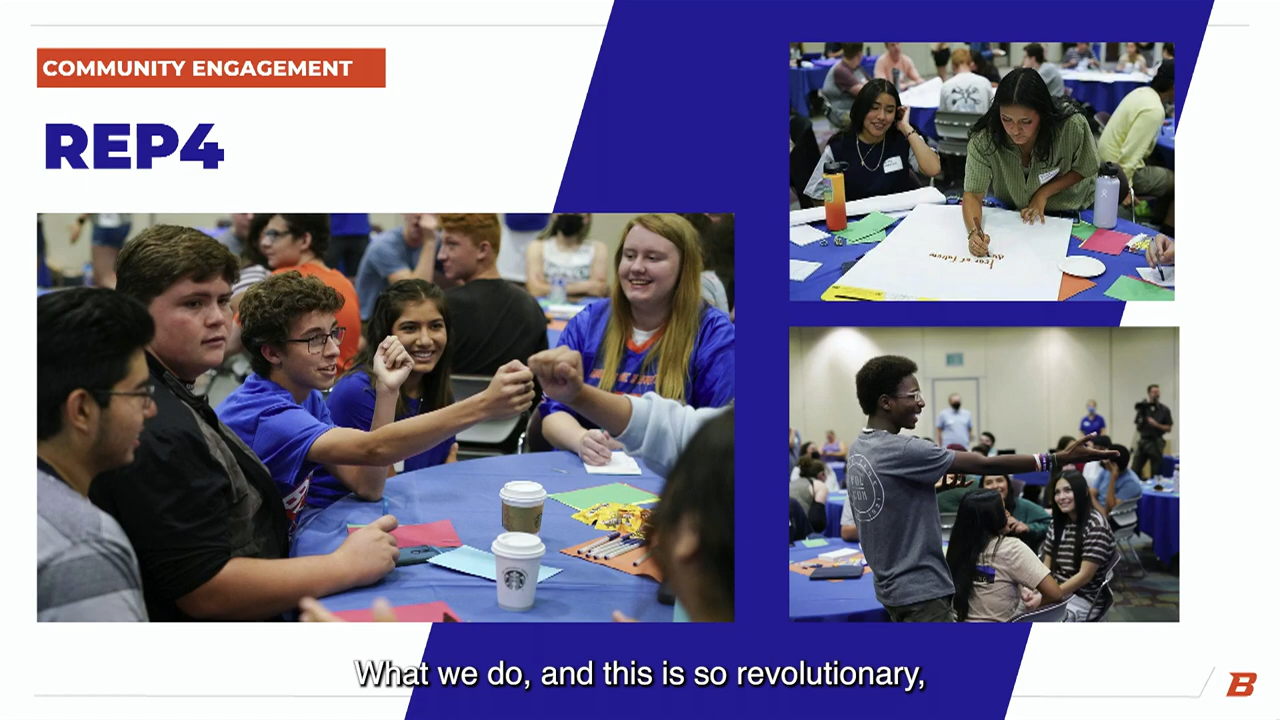 COMMUNITY ENGAGEMENT
REP4
What we do, and this is so revolutionary,
B